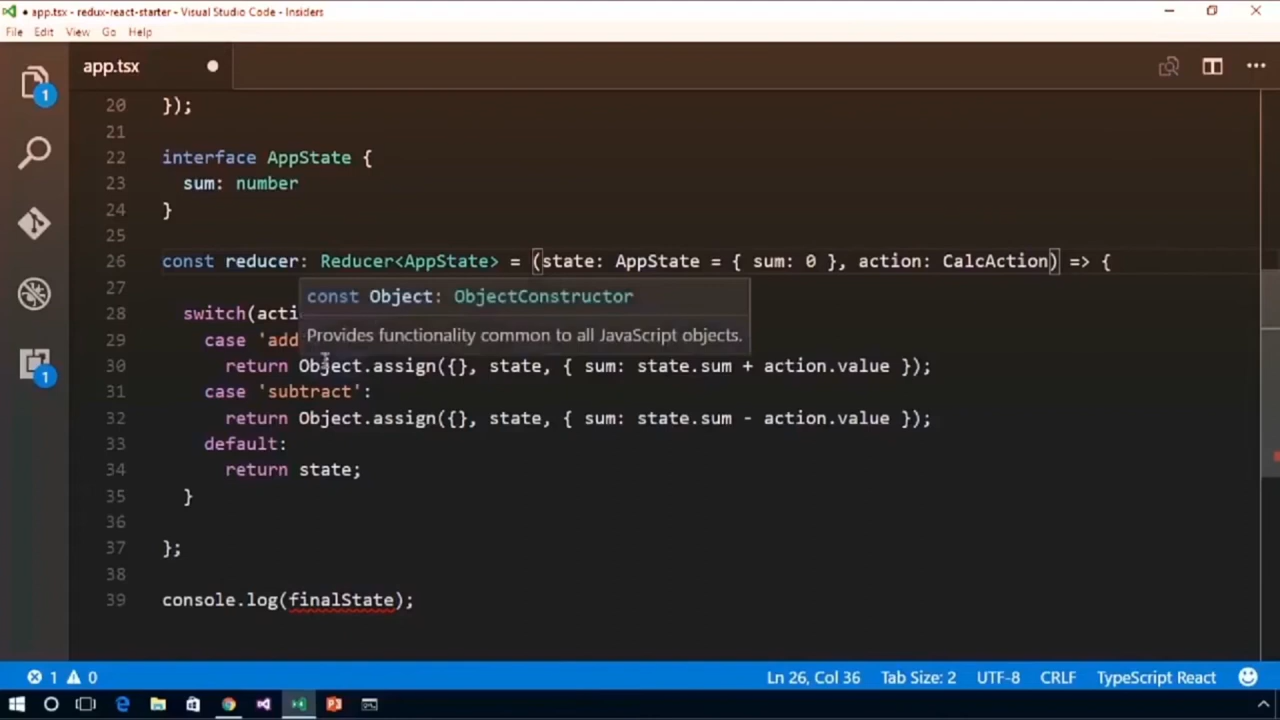 ● app.tsx - redux-react-starter - Visual Studio Code - Insiders
File Edit View Go Help
app.tsx ●
1
1
20 });
21
22 interface AppState {
23 sum: number
24 }
25
26 const reducer: Reducer<AppState> = (state: AppState = { sum: 0 }, action: CalcAction) => {
27
const Object: ObjectConstructor
28 switch(acti
Provides functionality common to all JavaScript objects.
29 case 'add
30 return Object.assign({}, state, { sum: state.sum + action.value });
31 case 'subtract':
32 return Object.assign({}, state, { sum: state.sum - action.value });
33 default:
34 return state;
35 }
36
37 };
38
39 console.log(finalState);
1 0 Ln 26, Col 36 Tab Size: 2 UTF-8 CRLF TypeScript React